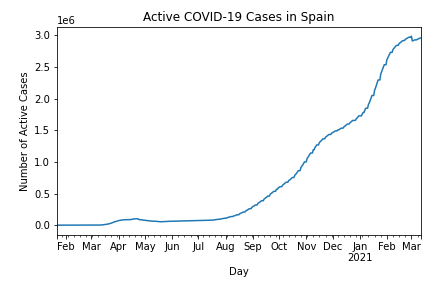 Active COVID-19 Cases in Spain
1e6
3.0
2.5
2.0
1.5
1.0
0.5
0.0
Number of Active Cases
Feb Mar Apr May Jun Jul Aug Sep Oct Nov Dec Jan Feb Mar
2021
Day